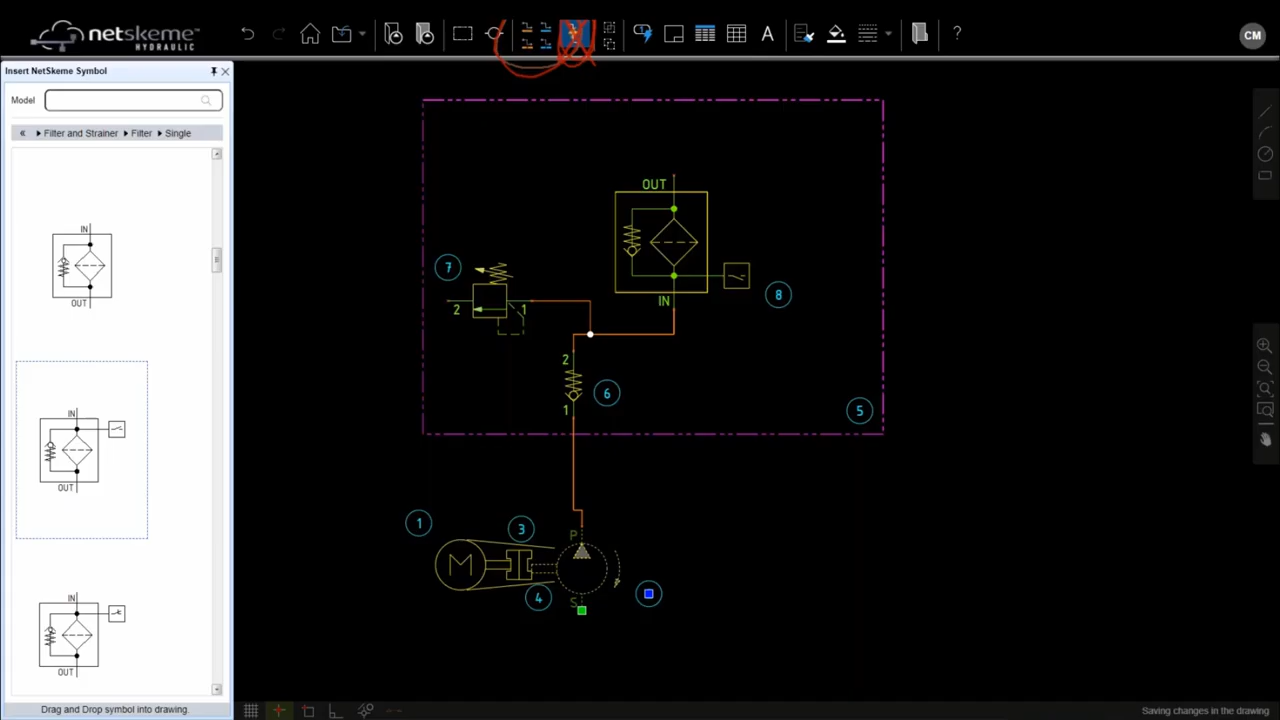 netskeme
HYDRAULIC
A
?
CM
Insert NetSkeme Symbol
Model
« Filter and Strainer Filter Single
IN
OUT
IN
OUT
IN
OUT
Drag and Drop symbol into drawing.
OUT
7
2
1
8
IN
2
6
1
5
1
3
P
M
4
S
Saving changes in the drawing